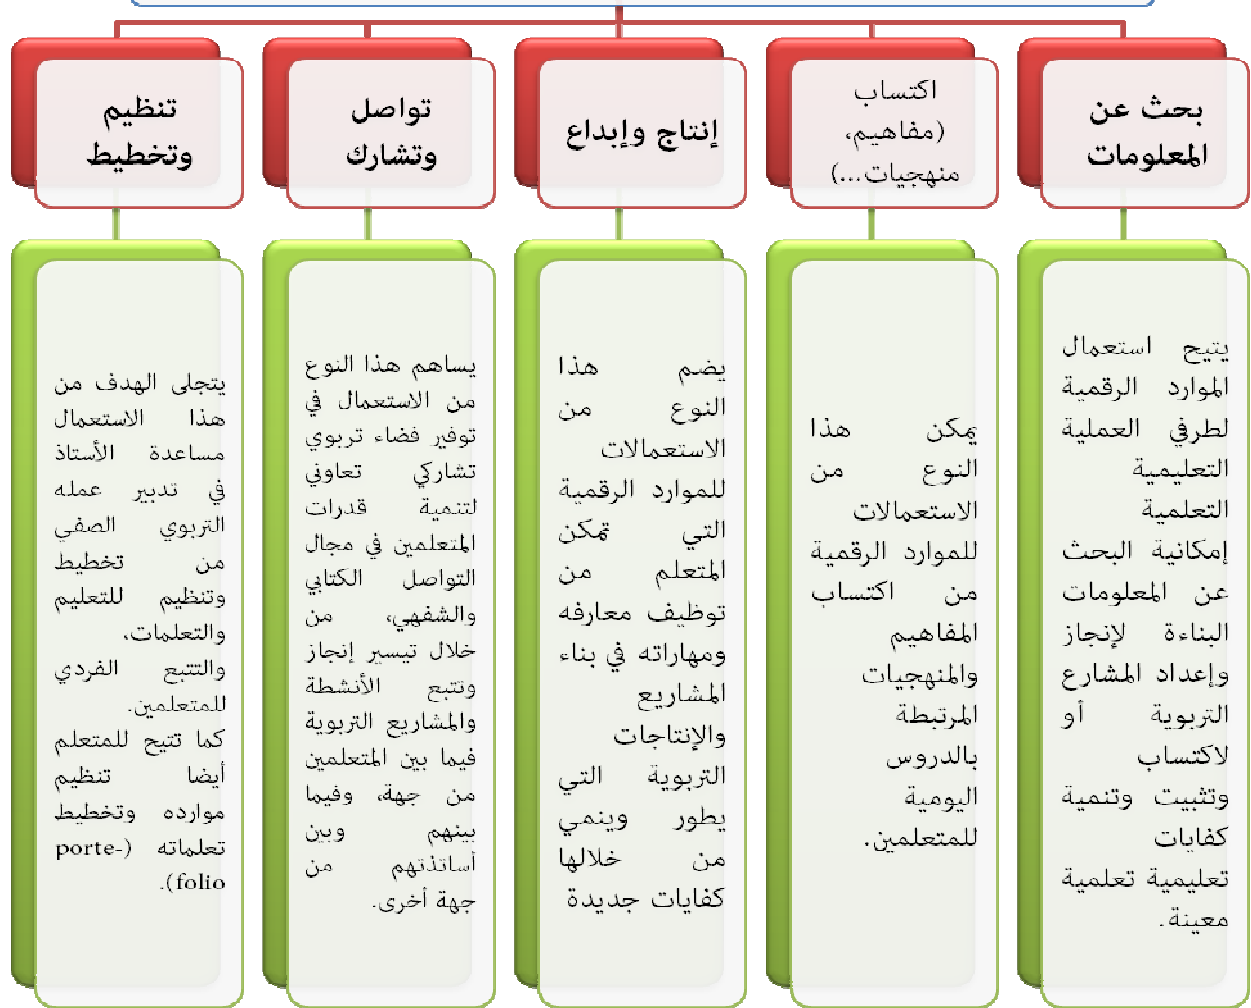 بحث عن
المعلومات
اكتساب
(مفاهيم،
منهجيات...)
إنتاج وإبداع
تواصل
وتشارك
تنظيم
وتخطيط
يتيح استعمال
الموارد الرقمية
لطرفي العملية
التعليمية
التعلمية
إمكانية البحث
عن المعلومات
البناءة لإنجاز
وإعداد المشارع
التربوية أو
لاكتساب
وتثبيت وتنمية
كفايات
تعليمية تعلمية
معينة.
يمكن هذا
النوع من
الاستعمالات
للموارد الرقمية
من اكتساب
المفاهيم
والمنهجيات
المرتبطة
بالدروس
اليومية
للمتعلمين.
يضم هذا
النوع من
الاستعمالات
للموارد الرقمية
التي تمكن
المتعلم من
توظيف معارفه
ومهاراته في بناء
المشاريع
والإنتاجات
التربوية التي
يطور وينمي
من خلالها
كفايات جديدة
يساهم هذا النوع
من الاستعمال في
توفير فضاء تربوي
تشاركي تعاوني
لتنمية قدرات
المتعلمين في مجال
التواصل الكتابي
والشفهي، من
خلال تيسير إنجاز
وتتبع الأنشطة
والمشاريع التربوية
فيما بين المتعلمين
من جهة، وفيما
بينهم وبين
أساتذتهم من
جهة أخرى.
يتجلى الهدف من
هذا الاستعمال
مساعدة الأستاذ
في تدبير عمله
التربوي الصفي
من تخطيط
وتنظيم للتعليم
والتعلمات،
والتتبع الفردي
للمتعلمين.
كما تتيح للمتعلم
أيضا تنظيم
موارده وتخطيط
تعلماته (porte-
folio).